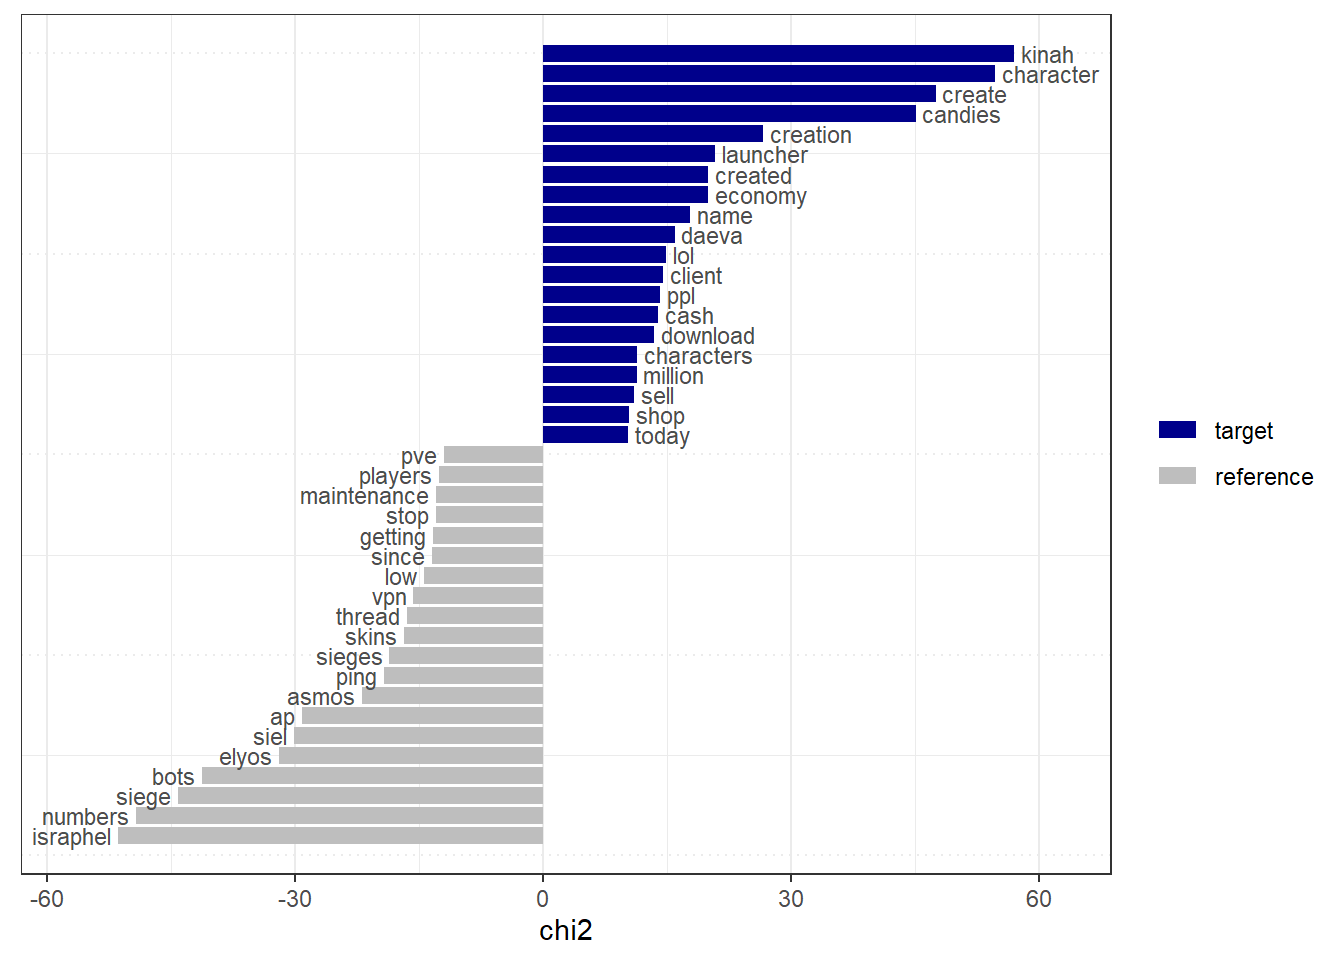 kinah
character
create
candies
creation
launcher
created
economy
name
daeva
lol
client
ppl
cash
download
characters
million
sell
shop
today
pve
players
maintenance
stop
getting
since
low
vpn
thread
skins
sieges
ping
asmos
ap
siel
elyos
bots
siege
numbers
israphel
-60 -30 0 30 60
chi2
target
reference